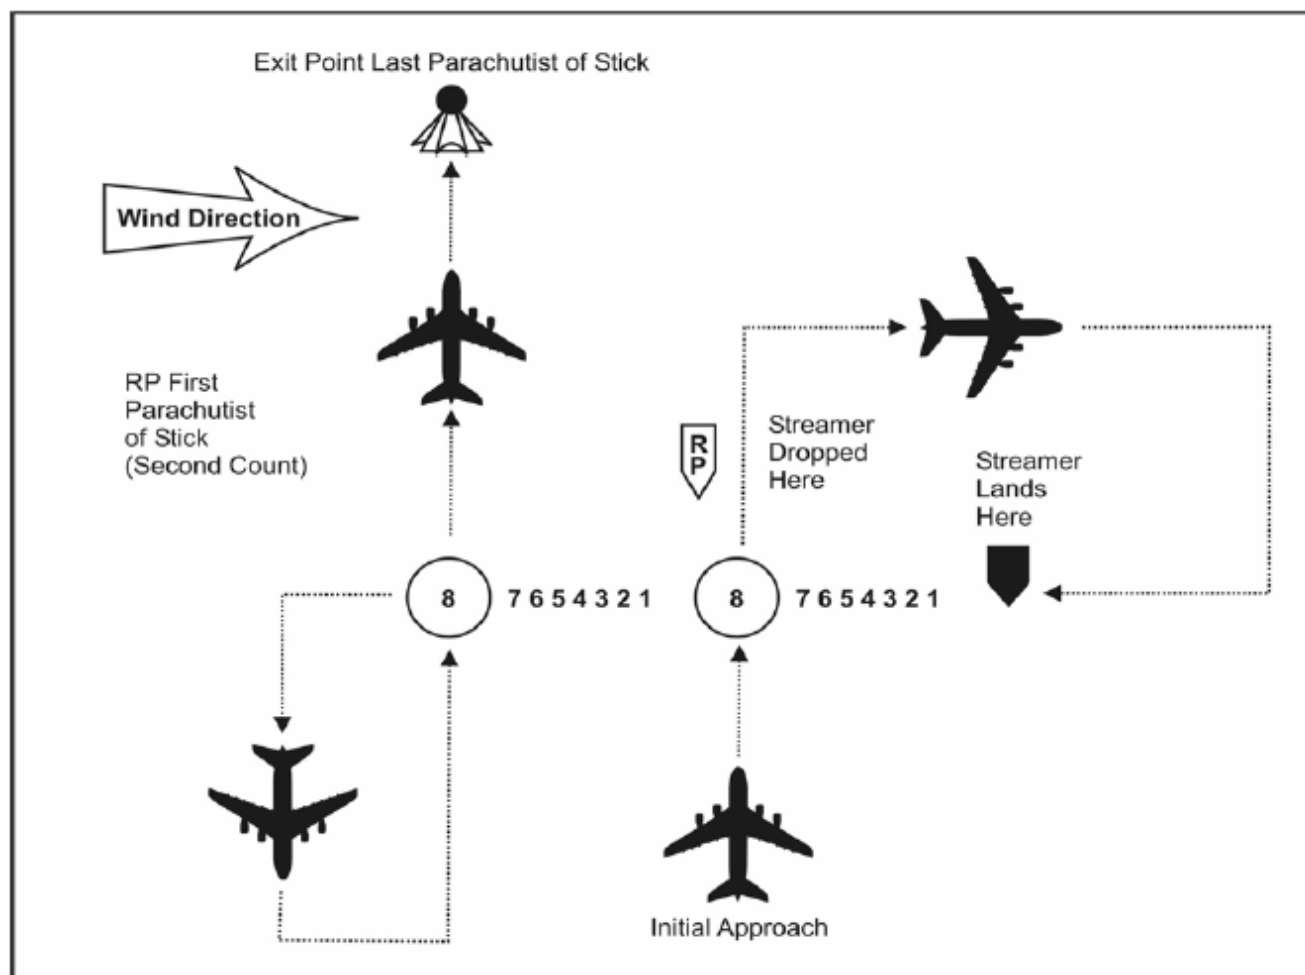 Exit Point Last Parachutist of Stick
Wind Direction
RP First
Parachutist
of Stick
(Second Count)
R
P
Streamer
Dropped
Here
Streamer
Lands
Here
8 7 6 5 4 3 2 1 8 7 6 5 4 3 2 1
Initial Approach